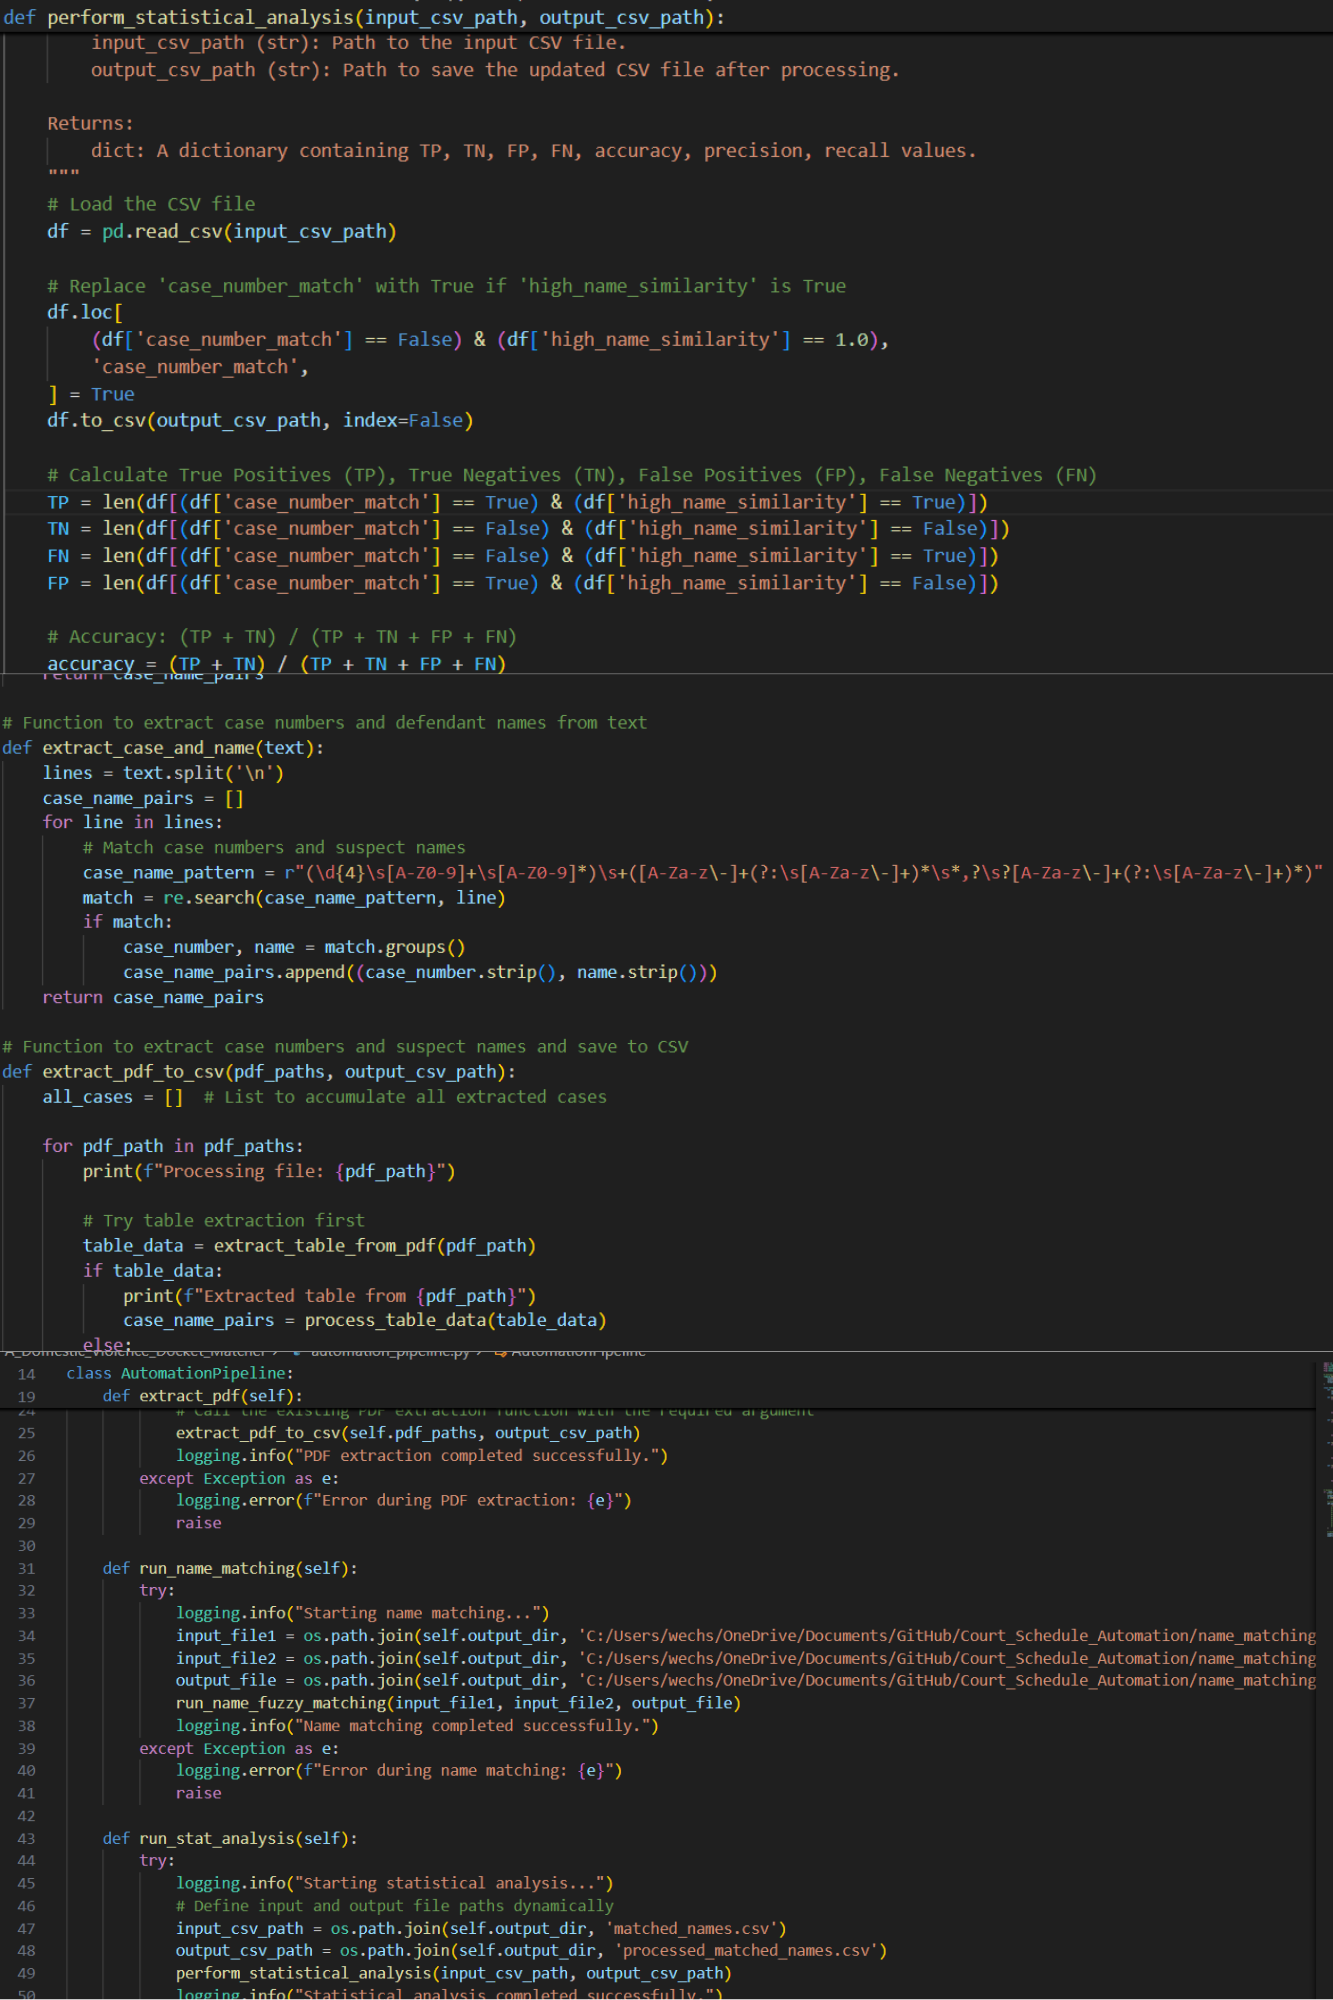 def perform_statistical_analysis(input_csv_path, output_csv_path):
input_csv_path (str): Path to the input CSV file.
output_csv_path (str): Path to save the updated CSV file after processing.
Returns:
dict: A dictionary containing TP, TN, FP, FN, accuracy, precision, recall values.
"""
# Load the CSV file
df = pd.read_csv(input_csv_path)
# Replace 'case_number_match' with True if 'high_name_similarity' is True
df.loc[
(df['case_number_match'] == False) & (df['high_name_similarity'] == 1.0),
'case_number_match',
] = True
df.to_csv(output_csv_path, index=False)
# Calculate True Positives (TP), True Negatives (TN), False Positives (FP), False Negatives (FN)
TP = len(df[(df['case_number_match'] == True) & (df['high_name_similarity'] == True)])
TN = len(df[(df['case_number_match'] == False) & (df['high_name_similarity'] == False)])
FN = len(df[(df['case_number_match'] == False) & (df['high_name_similarity'] == True)])
FP = len(df[(df['case_number_match'] == True) & (df['high_name_similarity'] == False)])
# Accuracy: (TP + TN) / (TP + TN + FP + FN)
accuracy = (TP + TN) / (TP + TN + FP + FN)
return case_name_pairs
# Function to extract case numbers and defendant names from text
def extract_case_and_name(text):
lines = text.split('\n')
case_name_pairs = []
for line in lines:
# Match case numbers and suspect names
case_name_pattern = r"(\d{4}\s[A-Z0-9]+\s[A-Z0-9]*)\s+([A-Za-z\-]+(?:\s[A-Za-z\-]+)*\s*,?\s?[A-Za-z\-]+(?:\s[A-Za-z\-]+)*)"
match = re.search(case_name_pattern, line)
if match:
case_number, name = match.groups()
case_name_pairs.append((case_number.strip(), name.strip()))
return case_name_pairs
# Function to extract case numbers and suspect names and save to CSV
def extract_pdf_to_csv(pdf_paths, output_csv_path):
all_cases = []  # List to accumulate all extracted cases
for pdf_path in pdf_paths:
print(f"Processing file: {pdf_path}")
# Try table extraction first
table_data = extract_table_from_pdf(pdf_path)
if table_data:
print(f"Extracted table from {pdf_path}")
case_name_pairs = process_table_data(table_data)
else:
A_Domestic_Violence_Docket_Matcher > automation_pipeline.py > AutomationPipeline
14 class AutomationPipeline:
19 def extract_pdf(self):
24 # Call the existing PDF extraction function with the required argument
25 extract_pdf_to_csv(self.pdf_paths, output_csv_path)
26 logging.info("PDF extraction completed successfully.")
27 except Exception as e:
28 logging.error(f"Error during PDF extraction: {e}")
29 raise
30
31 def run_name_matching(self):
32 try:
33 logging.info("Starting name matching...")
34 input_file1 = os.path.join(self.output_dir, 'C:/Users/wechs/OneDrive/Documents/GitHub/Court_Schedule_Automation/name_matching
35 input_file2 = os.path.join(self.output_dir, 'C:/Users/wechs/OneDrive/Documents/GitHub/Court_Schedule_Automation/name_matching
36 output_file = os.path.join(self.output_dir, 'C:/Users/wechs/OneDrive/Documents/GitHub/Court_Schedule_Automation/name_matching
37 run_name_fuzzy_matching(input_file1, input_file2, output_file)
38 logging.info("Name matching completed successfully.")
39 except Exception as e:
40 logging.error(f"Error during name matching: {e}")
41 raise
42
43 def run_stat_analysis(self):
44 try:
45 logging.info("Starting statistical analysis...")
46 # Define input and output file paths dynamically
47 input_csv_path = os.path.join(self.output_dir, 'matched_names.csv')
48 output_csv_path = os.path.join(self.output_dir, 'processed_matched_names.csv')
49 perform_statistical_analysis(input_csv_path, output_csv_path)
50 logging.info("Statistical analysis completed successfully.")